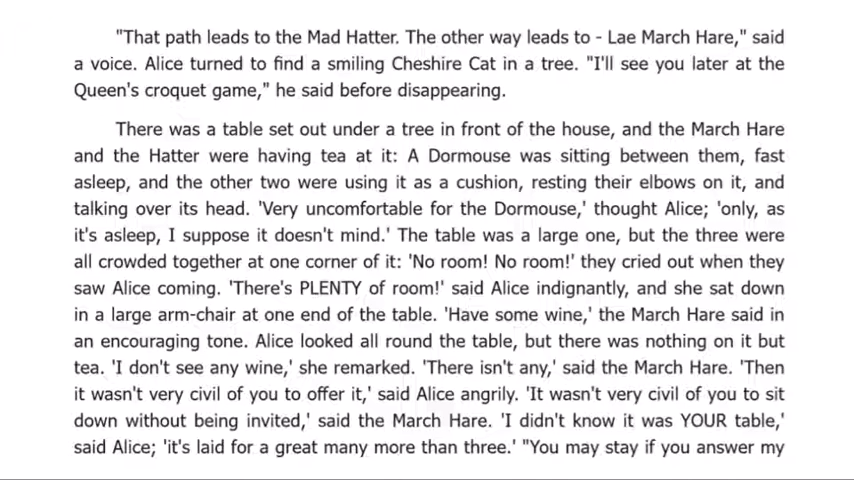 "That path leads to the Mad Hatter. The other way leads to - Lae March Hare," said
a voice. Alice turned to find a smiling Cheshire Cat in a tree. "I'll see you later at the
Queen's croquet game," he said before disappearing.
There was a table set out under a tree in front of the house, and the March Hare
and the Hatter were having tea at it: A Dormouse was sitting between them, fast
asleep, and the other two were using it as a cushion, resting their elbows on it, and
talking over its head. 'Very uncomfortable for the Dormouse,' thought Alice; 'only, as
it's asleep, I suppose it doesn't mind.' The table was a large one, but the three were
all crowded together at one corner of it: 'No room! No room!' they cried out when they
saw Alice coming. 'There's PLENTY of room!' said Alice indignantly, and she sat down
in a large arm-chair at one end of the table. 'Have some wine,' the March Hare said in
an encouraging tone. Alice looked all round the table, but there was nothing on it but
tea. 'I don't see any wine,' she remarked. 'There isn't any,' said the March Hare. 'Then
it wasn't very civil of you to offer it,' said Alice angrily. 'It wasn't very civil of you to sit
down without being invited,' said the March Hare. 'I didn't know it was YOUR table,'
said Alice; 'it's laid for a great many more than three.' "You may stay if you answer my